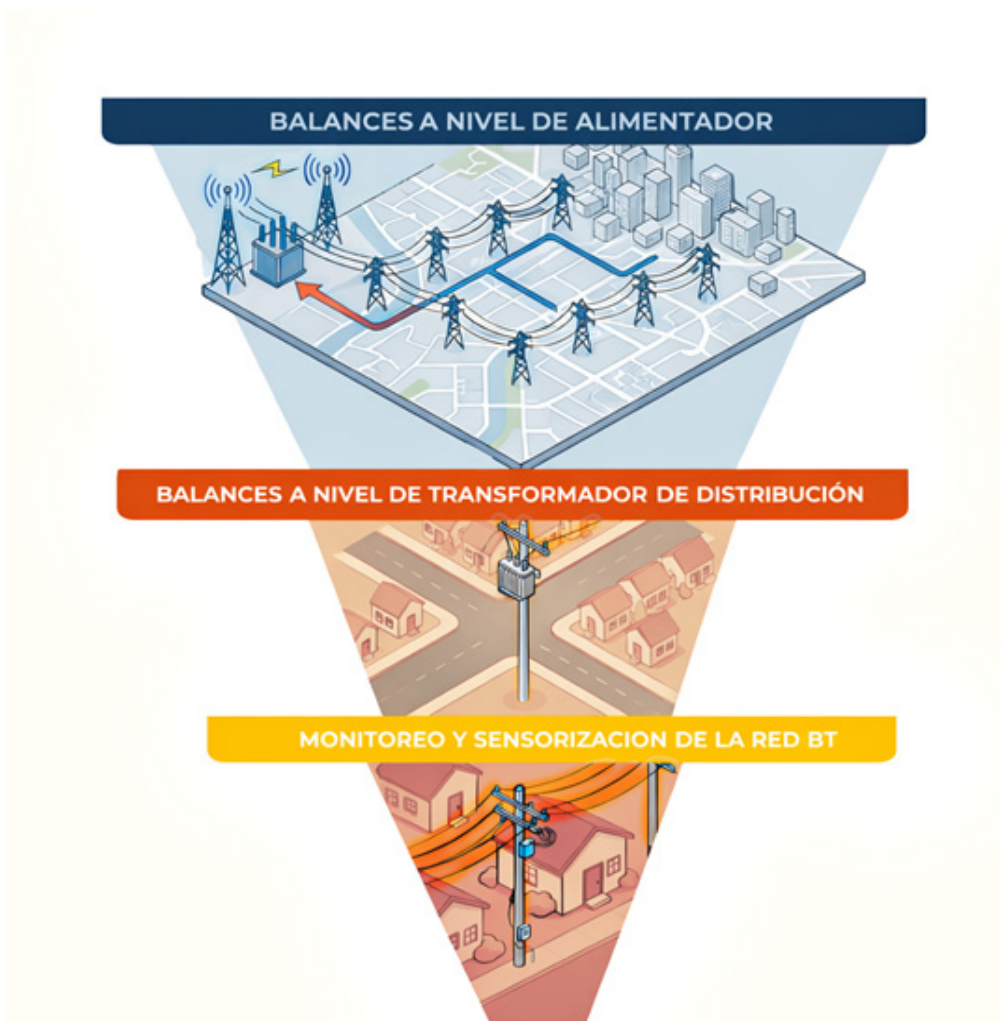 BALANCES A NIVEL DE ALIMENTADOR
BALANCES A NIVEL DE TRANSFORMADOR DE DISTRIBUCIÓN
MONITOREO Y SENSORIZACION DE LA RED BT